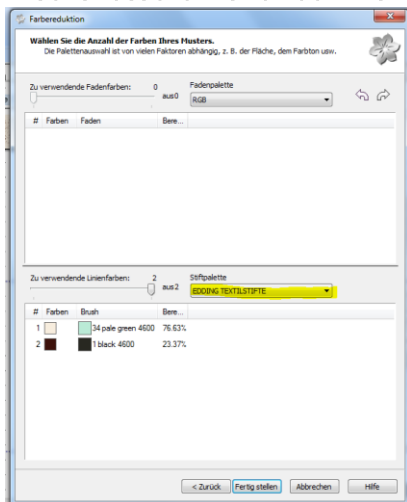 Farbereduktion
Wählen Sie die Anzahl der Farben Ihres Musters.
Die Palettenauswahl ist von vielen Faktoren abhängig, z. B. der Fläche, dem Farbton usw.
Zu verwendende Fadenfarben: 0 aus0 Fadenpalette
RGB
# Farben Faden Bere...
Zu verwendende Linienfarben: 2 aus2 Stiftpalette
EDDING TEXTILSTIFTE
# Farben Brush Bere...
1 34 pale green 4600 76.63%
2 1 black 4600 23.37%
< Zurück Fertig stellen Abbrechen Hilfe